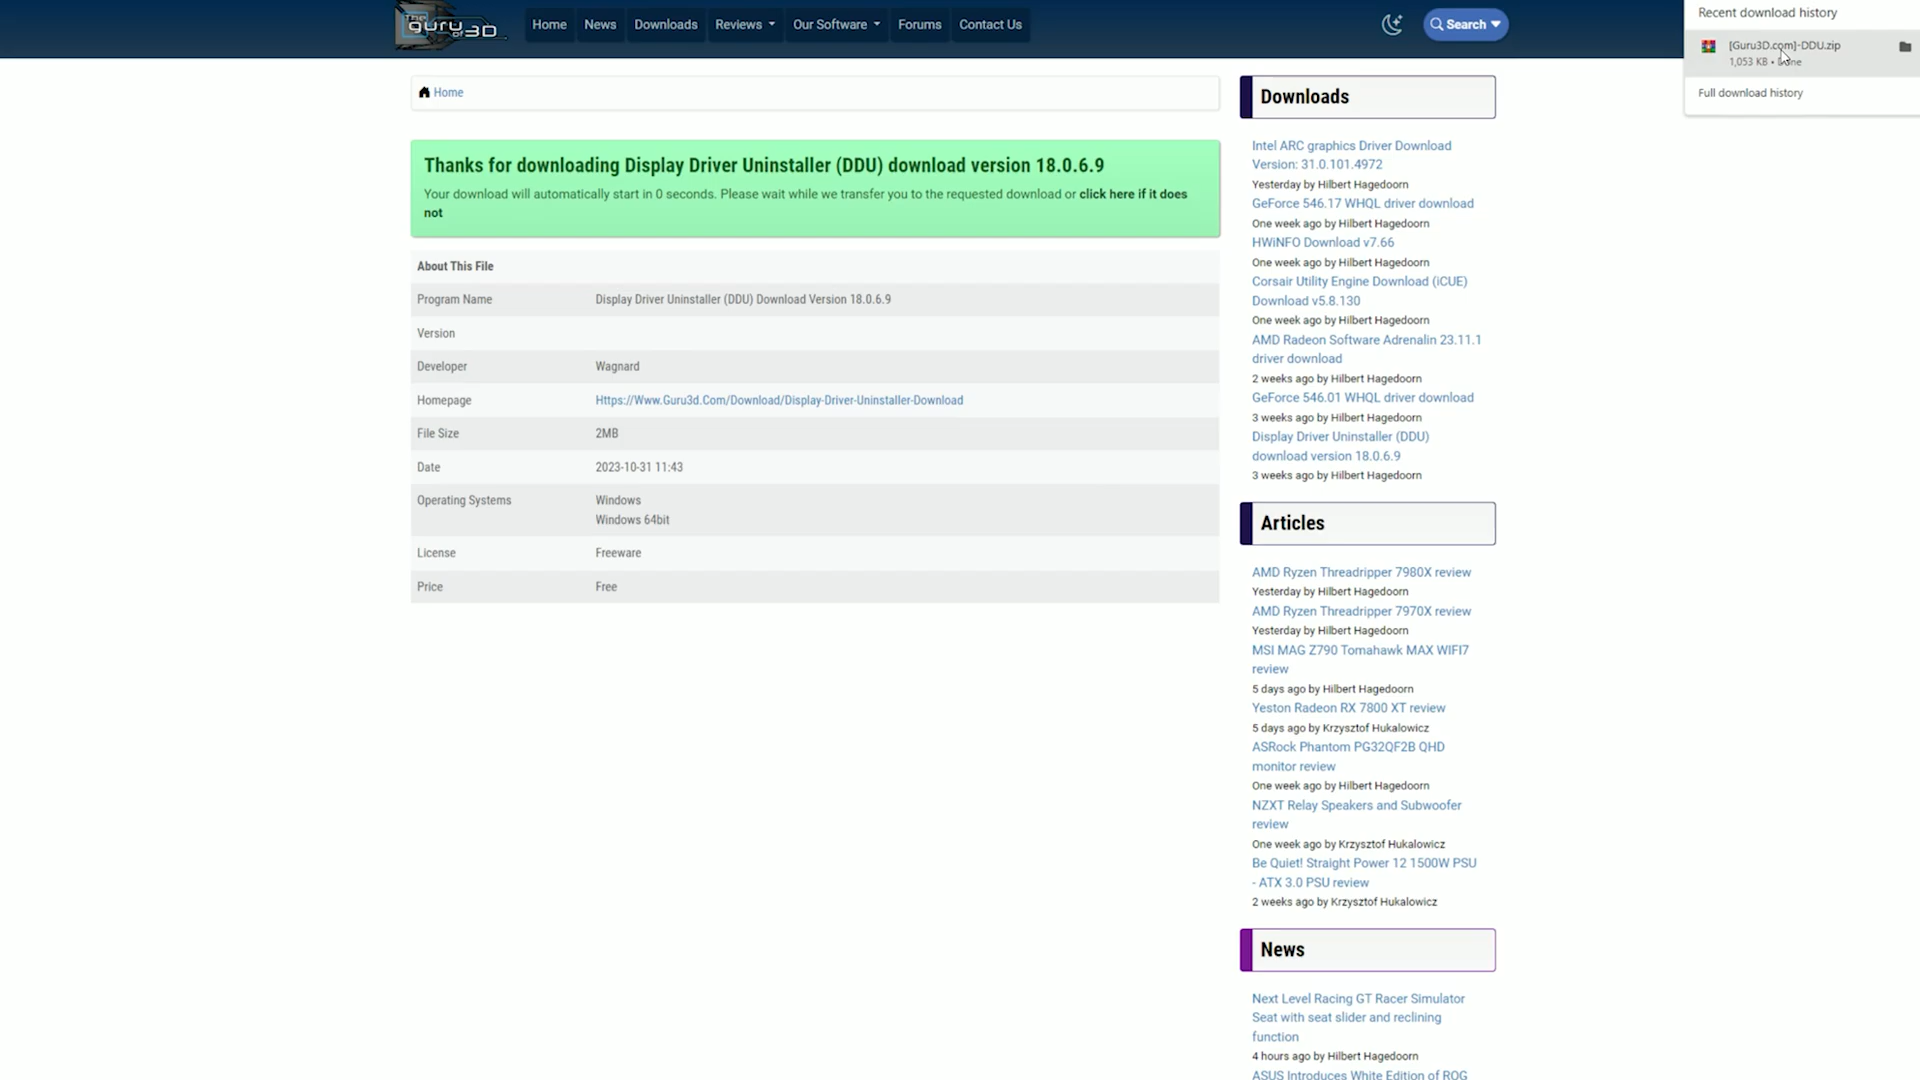 The
guru
of 3D
Home
News
Downloads
Reviews
Our Software
Forums
Contact Us
Search
Recent download history
[Guru3D.com]-DDU.zip
1,053 KB •
Full download history
Home
Thanks for downloading Display Driver Uninstaller (DDU) download version 18.0.6.9
Your download will automatically start in 0 seconds. Please wait while we transfer you to the requested download or click here if it does
not
About This File
Program Name Display Driver Uninstaller (DDU) Download Version 18.0.6.9
Version
Developer Wagnard
Homepage Https://Www.Guru3d.Com/Download/Display-Driver-Uninstaller-Download
File Size 2MB
Date 2023-10-31 11:43
Operating Systems Windows
Windows 64bit
License Freeware
Price Free
Downloads
Intel ARC graphics Driver Download
Version: 31.0.101.4972
Yesterday by Hilbert Hagedoorn
GeForce 546.17 WHQL driver download
One week ago by Hilbert Hagedoorn
HWiNFO Download v7.66
One week ago by Hilbert Hagedoorn
Corsair Utility Engine Download (iCUE)
Download v5.8.130
One week ago by Hilbert Hagedoorn
AMD Radeon Software Adrenalin 23.11.1
driver download
2 weeks ago by Hilbert Hagedoorn
GeForce 546.01 WHQL driver download
3 weeks ago by Hilbert Hagedoorn
Display Driver Uninstaller (DDU)
download version 18.0.6.9
3 weeks ago by Hilbert Hagedoorn
Articles
AMD Ryzen Threadripper 7980X review
Yesterday by Hilbert Hagedoorn
AMD Ryzen Threadripper 7970X review
Yesterday by Hilbert Hagedoorn
MSI MAG Z790 Tomahawk MAX WIFI7
review
5 days ago by Hilbert Hagedoorn
Yeston Radeon RX 7800 XT review
5 days ago by Krzysztof Hukalowicz
ASRock Phantom PG32QF2B QHD
monitor review
One week ago by Hilbert Hagedoorn
NZXT Relay Speakers and Subwoofer
review
One week ago by Krzysztof Hukalowicz
Be Quiet! Straight Power 12 1500W PSU
- ATX 3.0 PSU review
2 weeks ago by Krzysztof Hukalowicz
News
Next Level Racing GT Racer Simulator
Seat with seat slider and reclining
function
4 hours ago by Hilbert Hagedoorn
ASUS Introduces White Edition of ROG